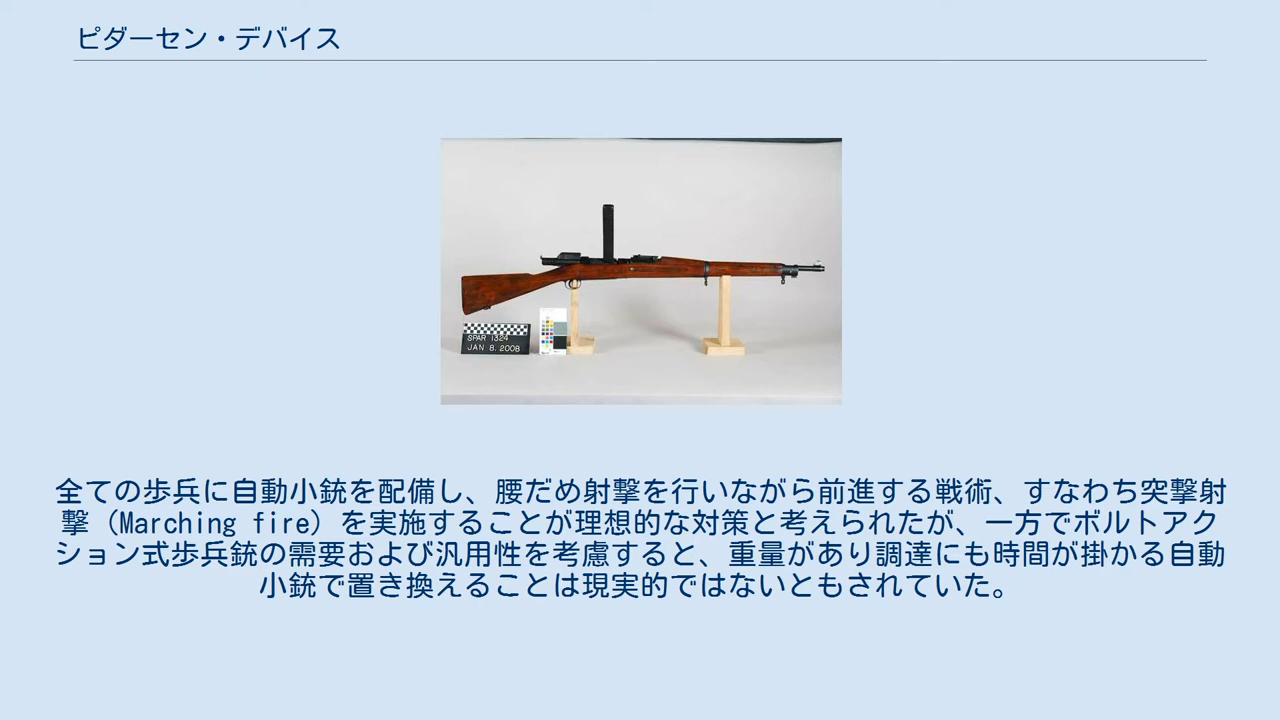 ピダーセン・デバイス
SPAR 1324
JAN 8. 2008
全ての歩兵に自動小銃を配備し、腰だめ射撃を行いながら前進する戦術、すなわち突撃射
撃（Marching fire）を実施することが理想的な対策と考えられたが、一方でボルトアク
ション式歩兵銃の需要および汎用性を考慮すると、重量があり調達にも時間が掛かる自動
小銃で置き換えることは現実的ではないともされていた。